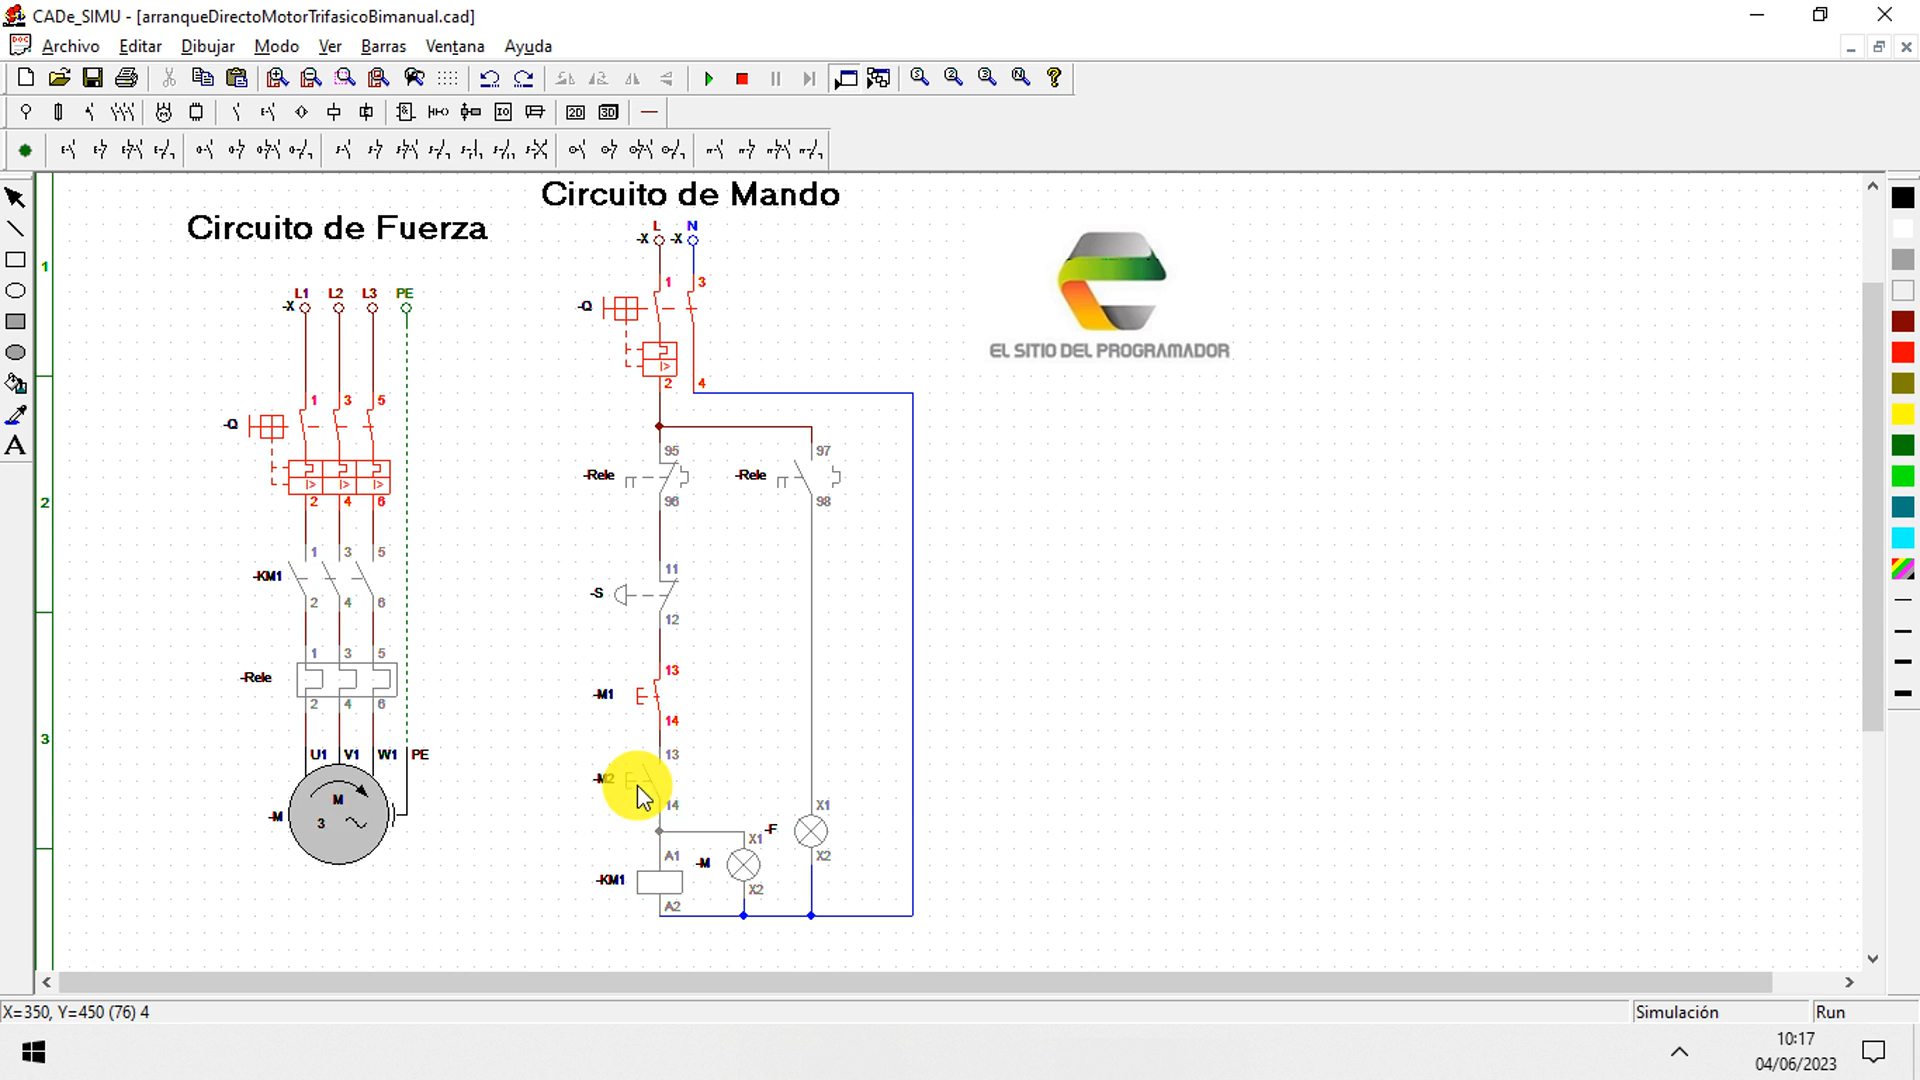 CADe_SIMU - [arranqueDirectoMotorTrifasicoBimanual.cad]
Archivo Editar Dibujar Modo Ver Barras Ventana Ayuda
Circuito de Mando
Circuito de Fuerza
L N
-X -X
1 3
-Q
2 4
L1 L2 L3 PE
-X
1 3 5
-Q
2 4 6
95 97
-Rele -Rele
96 98
1 3 5
-KM1
2 4 6
11
-S
12
1 3 5
-Rele
2 4 6
13
-M1
14
U1 V1 W1 PE
M
3
-M
13
-M2
14
X1
-F
X2
A1 X1
-M
-KM1
X2
A2
EL SITIO DEL PROGRAMADOR
1
2
3
X=350, Y=450 (76) 4
Simulación Run
10:17
04/06/2023